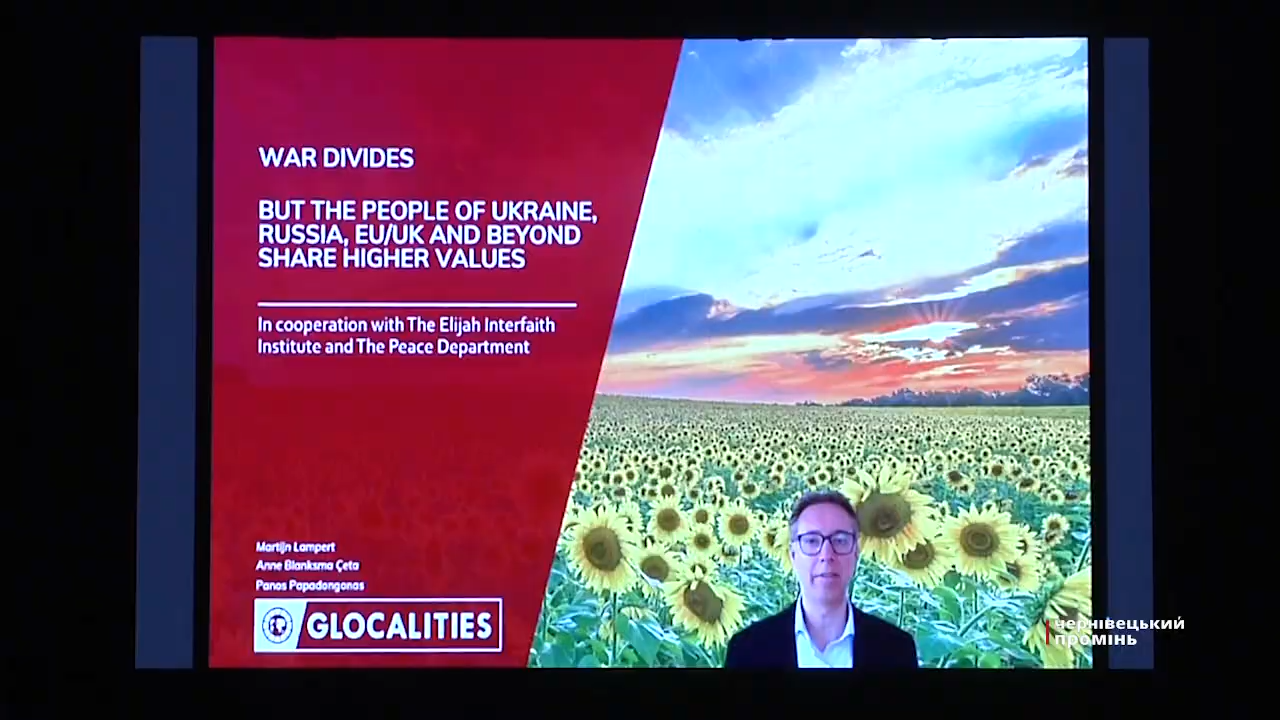 WAR DIVIDES
BUT THE PEOPLE OF UKRAINE,
RUSSIA, EU/UK AND BEYOND
SHARE HIGHER VALUES
In cooperation with The Elijah Interfaith
Institute and The Peace Department
Martijn Lampert
Anne Blanksma Çeta
Panos Papadongonas
GLOCALITIES
чернівецький
промінь